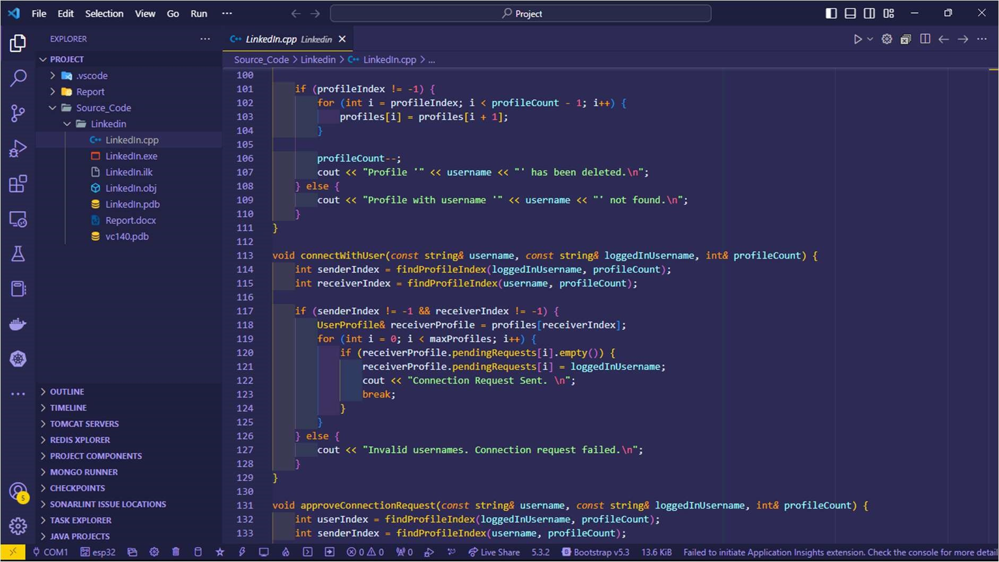 File Edit Selection View Go Run ···
Project
EXPLORER ···
LinkedIn.cpp Linkedin
PROJECT
Source_Code > Linkedin > LinkedIn.cpp > ...
.vscode
Report
Source_Code
Linkedin
LinkedIn.cpp
LinkedIn.exe
LinkedIn.ilk
LinkedIn.obj
LinkedIn.pdb
Report.docx
vc140.pdb
OUTLINE
TIMELINE
TOMCAT SERVERS
REDIS XPLORER
PROJECT COMPONENTS
MONGO RUNNER
CHECKPOINTS
SONARLINT ISSUE LOCATIONS
TASK EXPLORER
JAVA PROJECTS
5
100
101 if (profileIndex != -1) {
102 for (int i = profileIndex; i < profileCount - 1; i++) {
103 profiles[i] = profiles[i + 1];
104 }
105
106 profileCount--;
107 cout << "Profile '" << username << "' has been deleted.\n";
108 } else {
109 cout << "Profile with username '" << username << "' not found.\n";
110 }
111 }
112
113 void connectWithUser(const string& username, const string& loggedInUsername, int& profileCount) {
114 int senderIndex = findProfileIndex(loggedInUsername, profileCount);
115 int receiverIndex = findProfileIndex(username, profileCount);
116
117 if (senderIndex != -1 && receiverIndex != -1) {
118 UserProfile& receiverProfile = profiles[receiverIndex];
119 for (int i = 0; i < maxProfiles; i++) {
120 if (receiverProfile.pendingRequests[i].empty()) {
121 receiverProfile.pendingRequests[i] = loggedInUsername;
122 cout << "Connection Request Sent. \n";
123 break;
124 }
125 }
126 } else {
127 cout << "Invalid usernames. Connection request failed.\n";
128 }
129 }
130
131 void approveConnectionRequest(const string& username, const string& loggedInUsername, int& profileCount) {
132 int userIndex = findProfileIndex(loggedInUsername, profileCount);
133 int senderIndex = findProfileIndex(username, profileCount);
COM1 esp32 0 0 0 Live Share 5.3.2 Bootstrap v5.3 13.6 KiB Failed to initiate Application Insights extension. Check the console for more detail